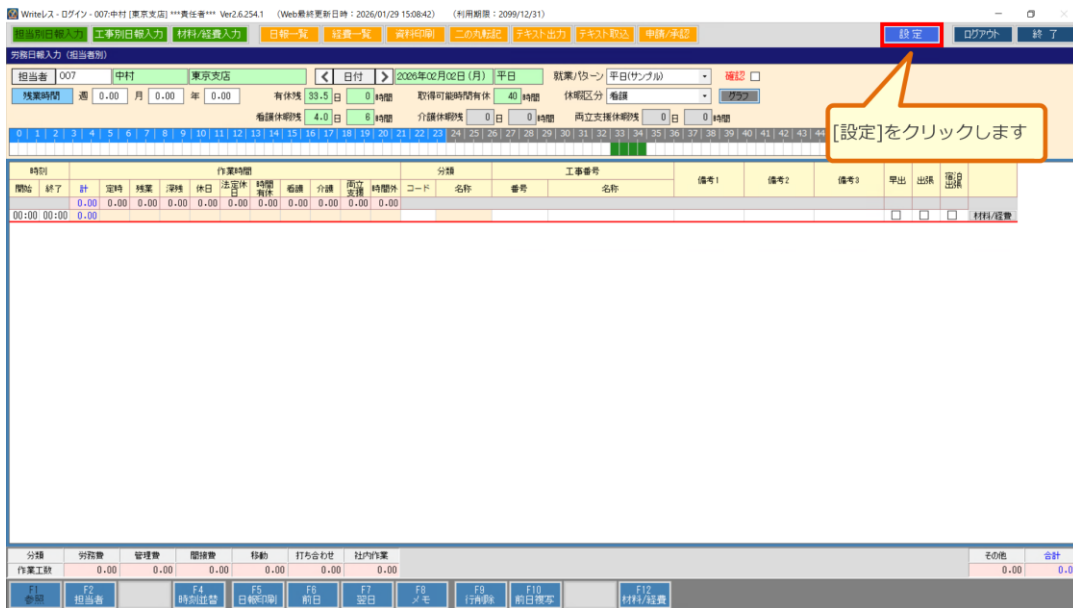 Writeレス - ログイン - 007:中村 [東京支店] ***責任者*** Ver2.6.254.1 （Web最終更新日時：2026/01/29 15:08:42） （利用期限：2099/12/31）
担当別日報入力 工事別日報入力 材料/経費入力 日報一覧 経費一覧 資料印刷 二の丸転記 テキスト出力 テキスト取込 申請/承認 設 定 ログアウト 終 了
労務日報入力（担当者別）
担当者 007 中村 東京支店 < 日付 > 2026年02月02日（月） 平日 就業パターン 平日(サンプル) 確認
残業時間 週 0.00 月 0.00 年 0.00 有休残 33.5 日 0 時間 取得可能時間有休 40 時間 休暇区分 看護 グラフ
看護休暇残 4.0 日 6 時間 介護休暇残 0 日 0 時間 両立支援休暇残 0 日 0 時間
[設定]をクリックします
0 1 2 3 4 5 6 7 8 9 10 11 12 13 14 15 16 17 18 19 20 21 22 23 24 25 26 27 28 29 30 31 32 33 34 35 36 37 38 39 40 41 42 43 44
時刻 作業時間 分類 工事番号 備考1 備考2 備考3 早出 出張 宿泊出張
開始 終了 計 定時 残業 深残 休日 法定休日 時間有休 看護 介護 両立支援 時間外 コード 名称 番号 名称
0.00 0.00 0.00 0.00 0.00 0.00 0.00 0.00 0.00 0.00 0.00
00:00 00:00 0.00 材料/経費
分類 労務費 管理費 間接費 移動 打ち合わせ 社内作業 その他 合計
作業工数 0.00 0.00 0.00 0.00 0.00 0.00 0.00 0.0
F1 F2 F4 F5 F6 F7 F8 F9 F10 F12
参照 担当者 時刻並替 日報印刷 前日 翌日 メモ 行削除 前日複写 材料/経費